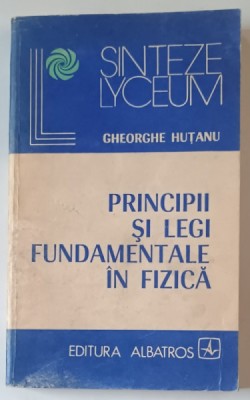 SINTEZE
LYCEUM
GHEORGHE HUȚANU
PRINCIPII
ȘI LEGI
FUNDAMENTALE
ÎN FIZICĂ
EDITURA ALBATROS